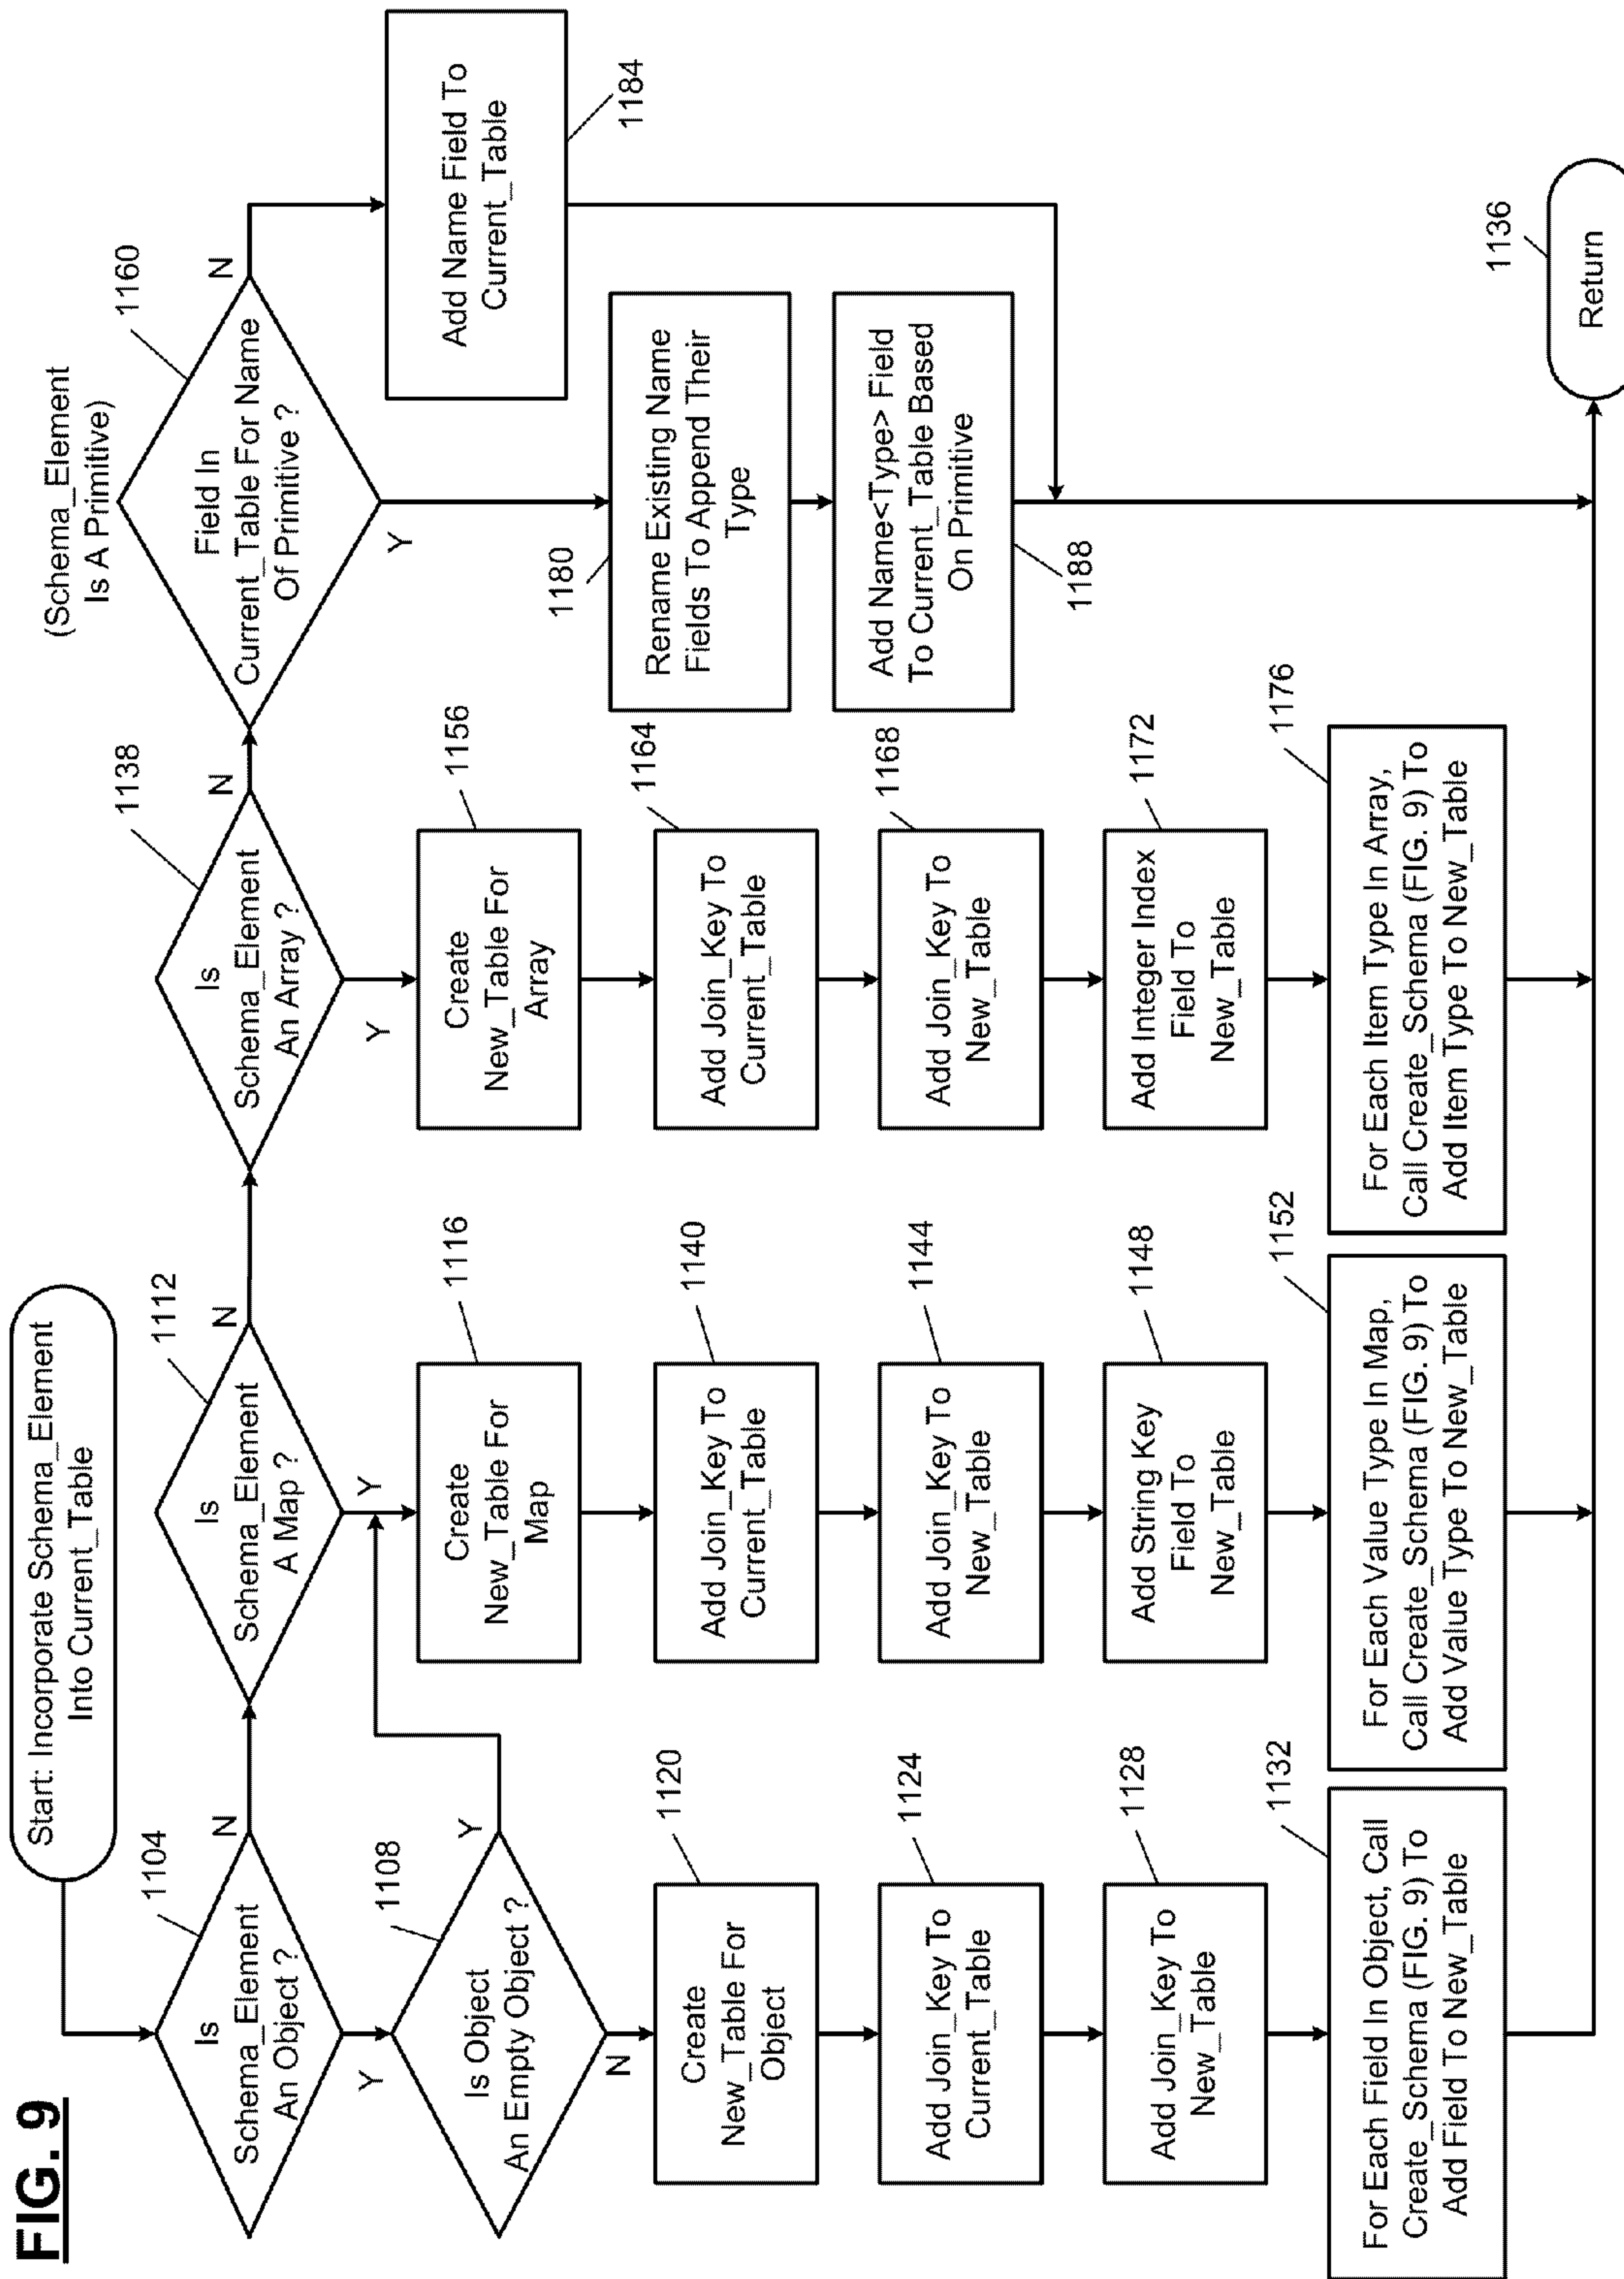 FIG. 9
Start: Incorporate Schema_Element
Into Current_Table
1104
Is
Schema_Element
An Object ?
N
Y
1108
Is Object
An Empty Object ?
Y
N
1120
Create
New_Table For
Object
1124
Add Join_Key To
Current_Table
1128
Add Join_Key To
New_Table
1132
For Each Field In Object, Call
Create_Schema (FIG. 9) To
Add Field To New_Table
1112
Is
Schema_Element
A Map ?
N
Y
1116
Create
New_Table For
Map
1140
Add Join_Key To
Current_Table
1144
Add Join_Key To
New_Table
1148
Add String Key
Field To
New_Table
1152
For Each Value Type In Map,
Call Create_Schema (FIG. 9) To
Add Value Type To New_Table
1138
Is
Schema_Element
An Array ?
N
Y
1156
Create
New_Table For
Array
1164
Add Join_Key To
Current_Table
1168
Add Join_Key To
New_Table
1172
Add Integer Index
Field To
New_Table
1176
For Each Item Type In Array,
Call Create_Schema (FIG. 9) To
Add Item Type To New_Table
(Schema_Element
Is A Primitive)
1160
Field In
Current_Table For Name
Of Primitive ?
N
Y
1180
Rename Existing Name
Fields To Append Their
Type
Add Name<Type> Field
To Current_Table Based
On Primitive
1188
Add Name Field To
Current_Table
1184
1136
Return